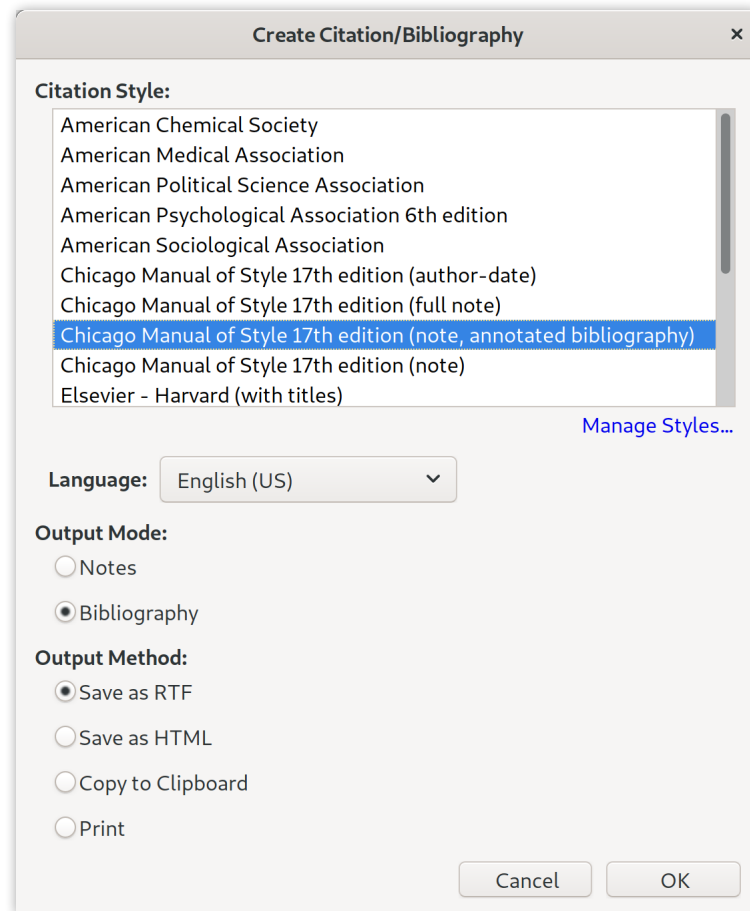 Create Citation/Bibliography
×
Citation Style:
American Chemical Society
American Medical Association
American Political Science Association
American Psychological Association 6th edition
American Sociological Association
Chicago Manual of Style 17th edition (author-date)
Chicago Manual of Style 17th edition (full note)
Chicago Manual of Style 17th edition (note, annotated bibliography)
Chicago Manual of Style 17th edition (note)
Elsevier - Harvard (with titles)
Manage Styles...
Language: English (US)
Output Mode:
Notes
Bibliography
Output Method:
Save as RTF
Save as HTML
Copy to Clipboard
Print
Cancel OK